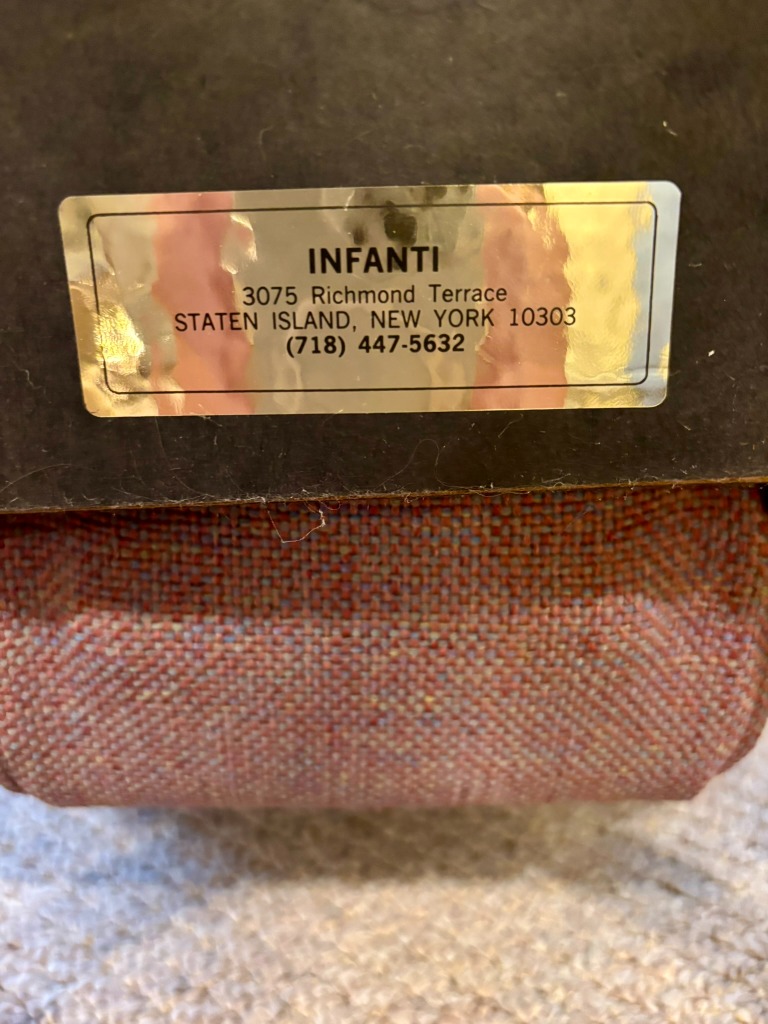 INFANTI
3075 Richmond Terrace
STATEN ISLAND, NEW YORK 10303
(718) 447-5632